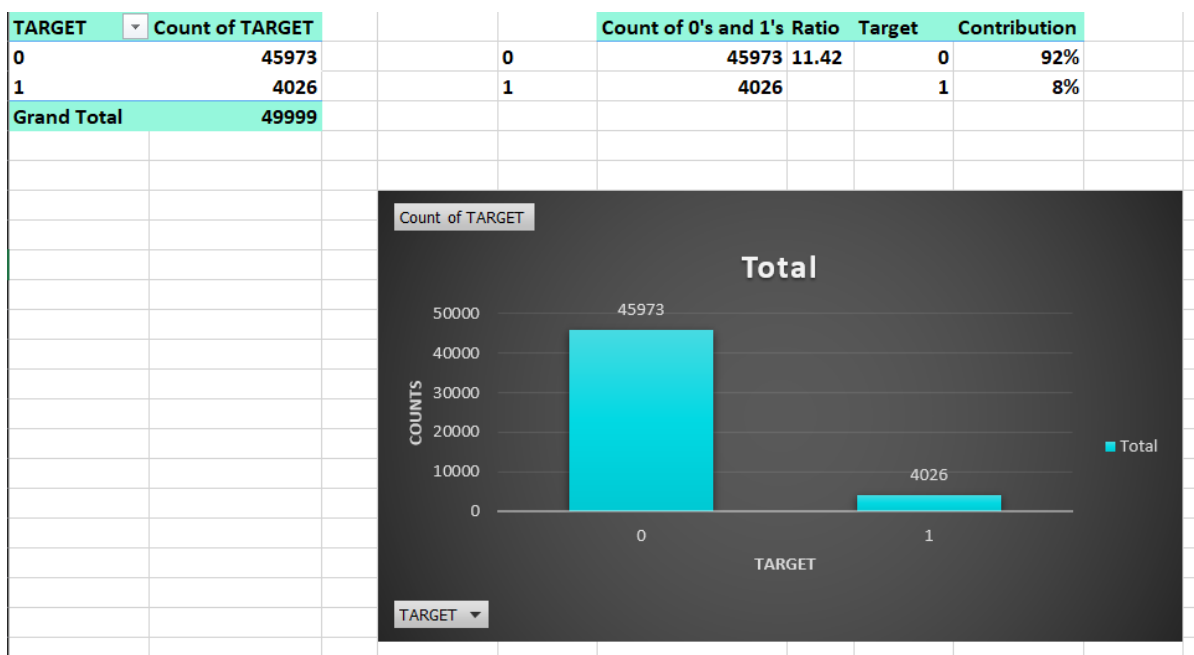 TARGET Count of TARGET Count of 0's and 1's Ratio Target Contribution
0 45973 0 45973 11.42 0 92%
1 4026 1 4026 1 8%
Grand Total 49999
Count of TARGET
Total
50000
45973
40000
30000
20000
10000
0
4026
COUNTS
0 1
TARGET
Total
TARGET